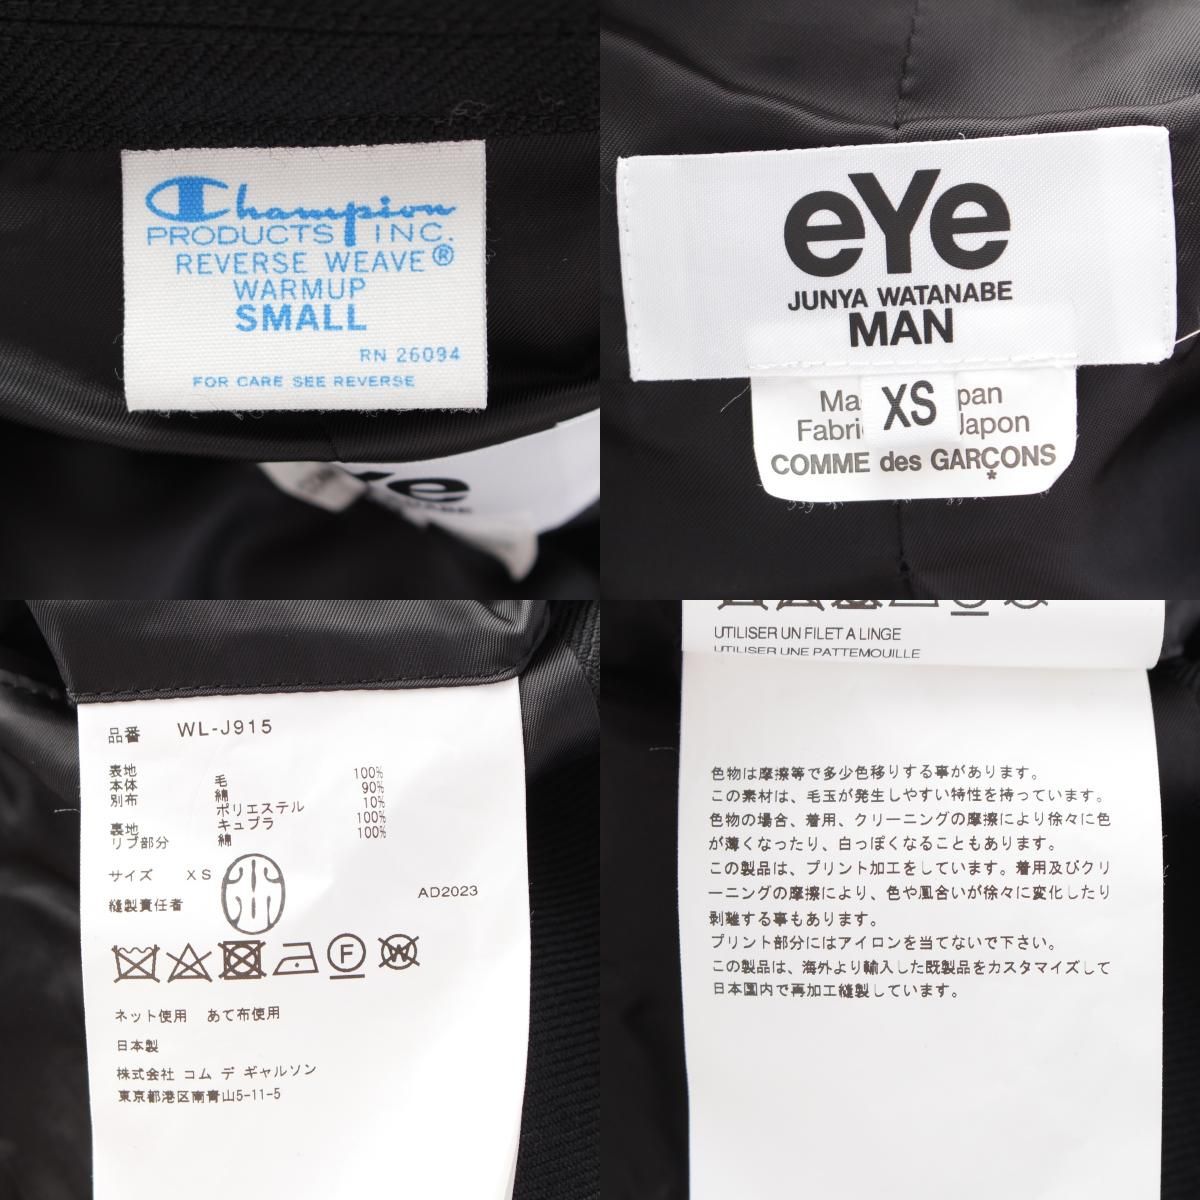 Champion
PRODUCTS INC.
REVERSE WEAVE®
WARMUP
SMALL
RN 26094
FOR CARE SEE REVERSE
eYe
JUNYA WATANABE
MAN
XS
COMME des GARÇONS
*
品番 WL-J915
表地
本体 毛 100%
別布 綿 90%
ポリエステル 10%
裏地 キュプラ 100%
リブ部分 綿 100%
サイズ XS
縫製責任者
AD2023
F
W
ネット使用 あて布使用
日本製
株式会社 コム デ ギャルソン
東京都港区南青山5-11-5
UTILISER UN FILET A LINGE
UTILISER UNE PATTEMOUILLE
色物は摩擦等で多少色移りする事があります。
この素材は、毛玉が発生しやすい特性を持っています。
色物の場合、着用、クリーニングの摩擦により徐々に色
が薄くなったり、白っぽくなることもあります。
この製品は、プリント加工をしています。着用及びクリ
ーニングの摩擦により、色や風合いが徐々に変化したり
剥離する事もあります。
プリント部分にはアイロンを当てないで下さい。
この製品は、海外より輸入した既製品をカスタマイズして
日本国内で再加工縫製しています。